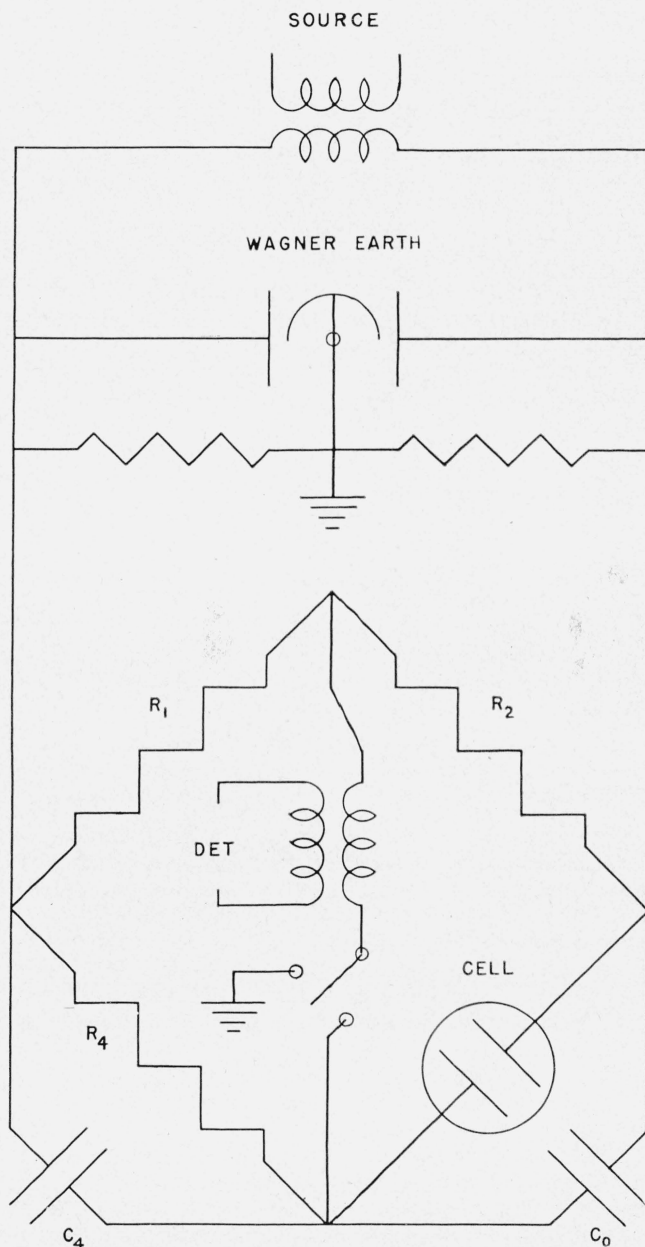 SOURCE
WAGNER EARTH
R₁
R₂
DET
CELL
R₄
C₄
C₀